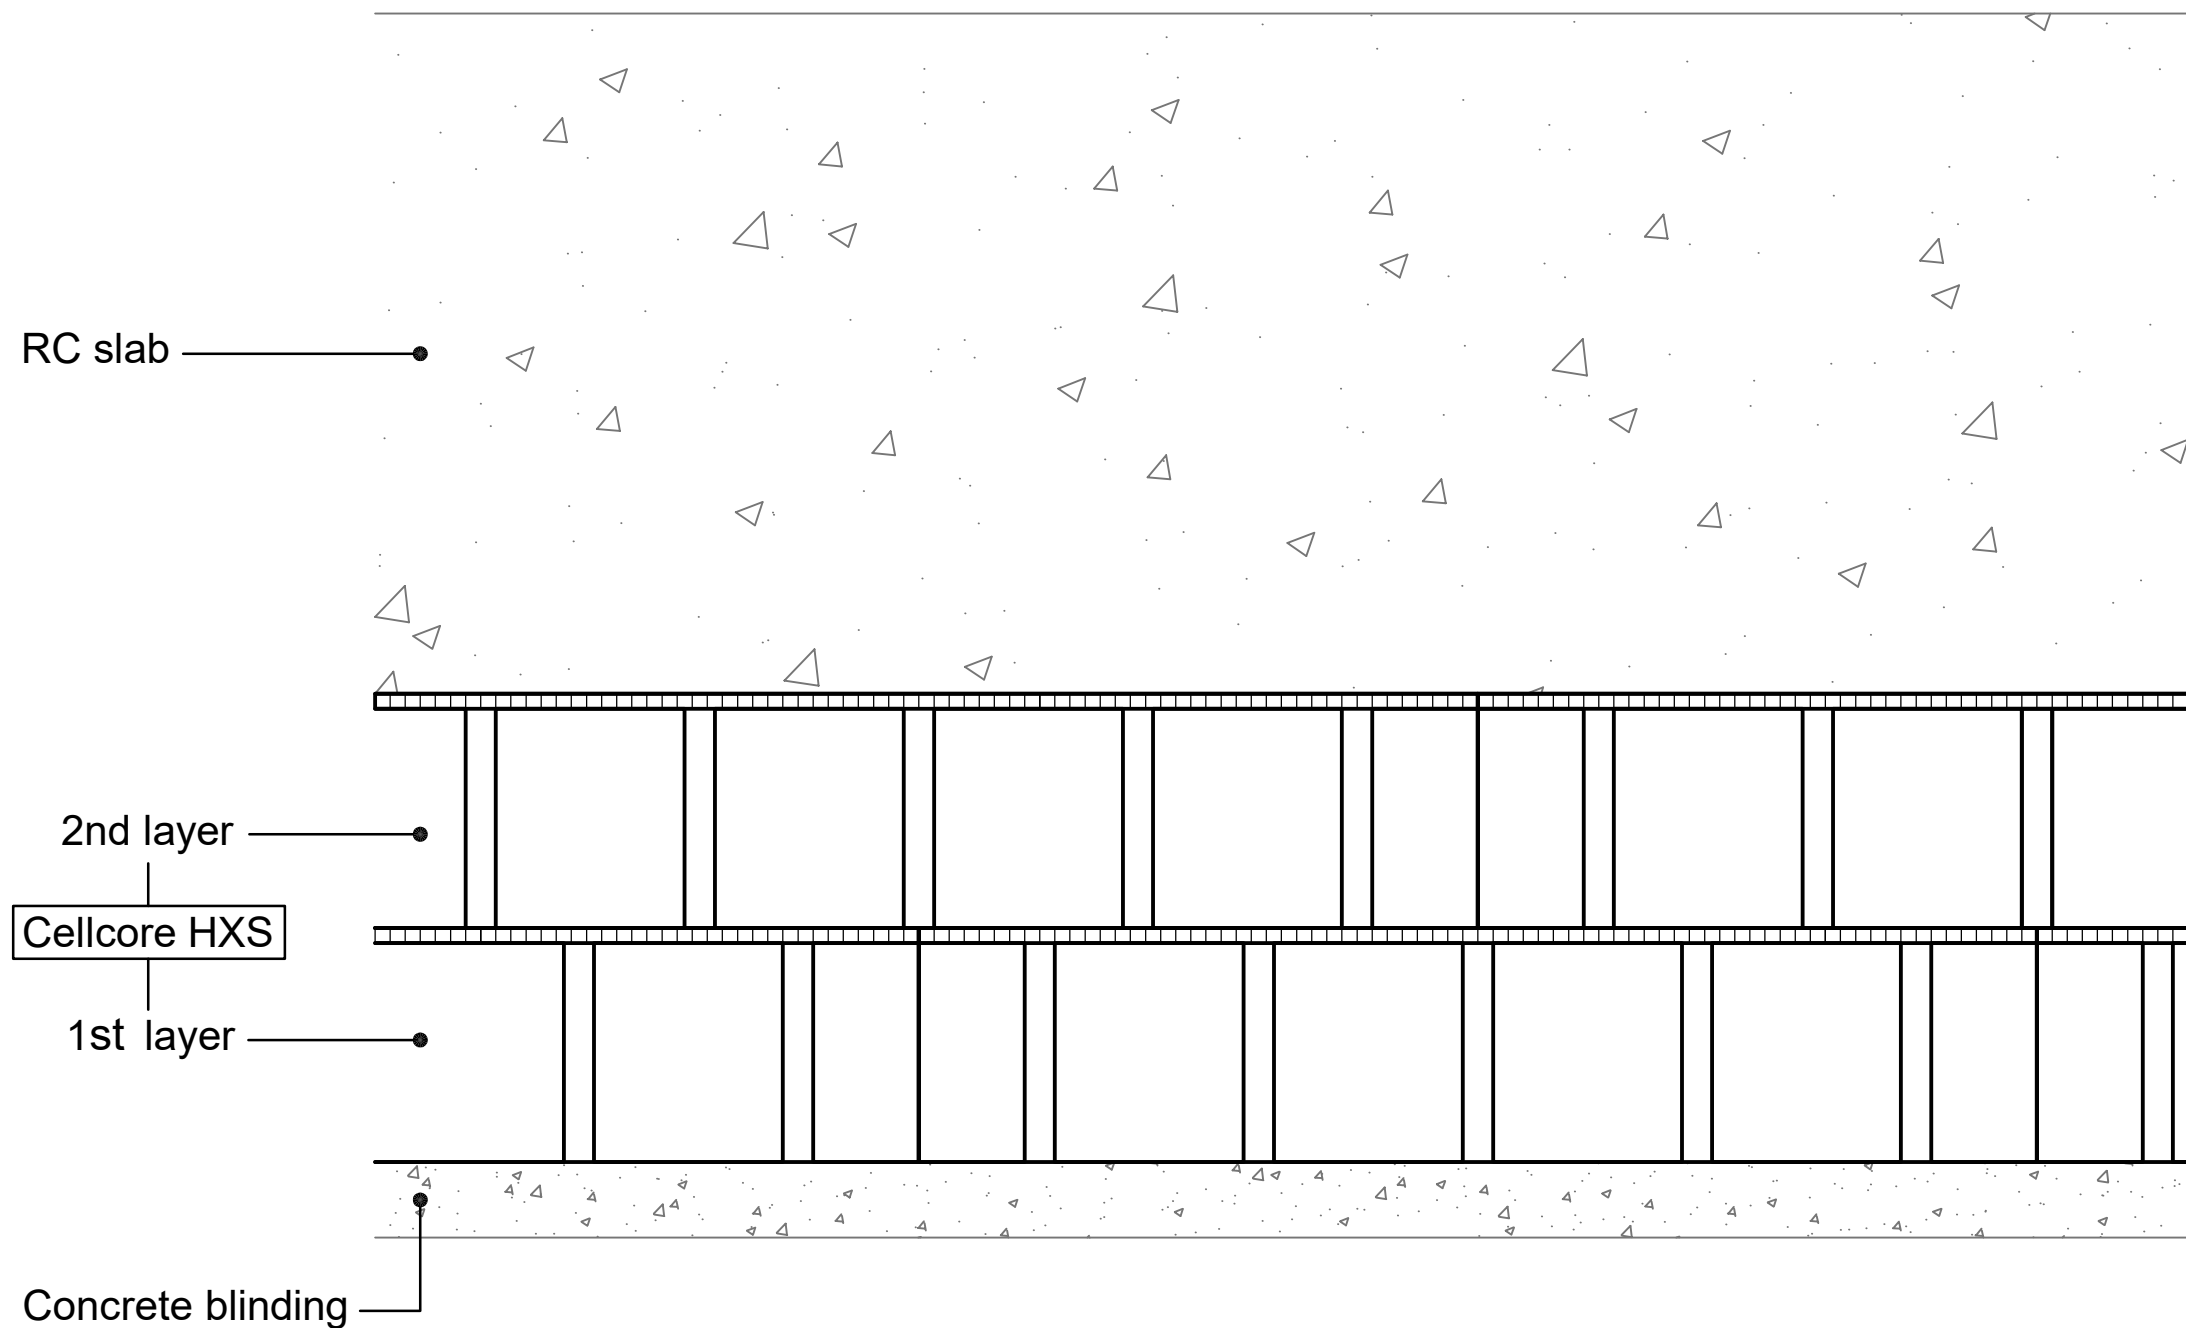 RC slab
2nd layer
Cellcore HXS
1st layer
Concrete blinding